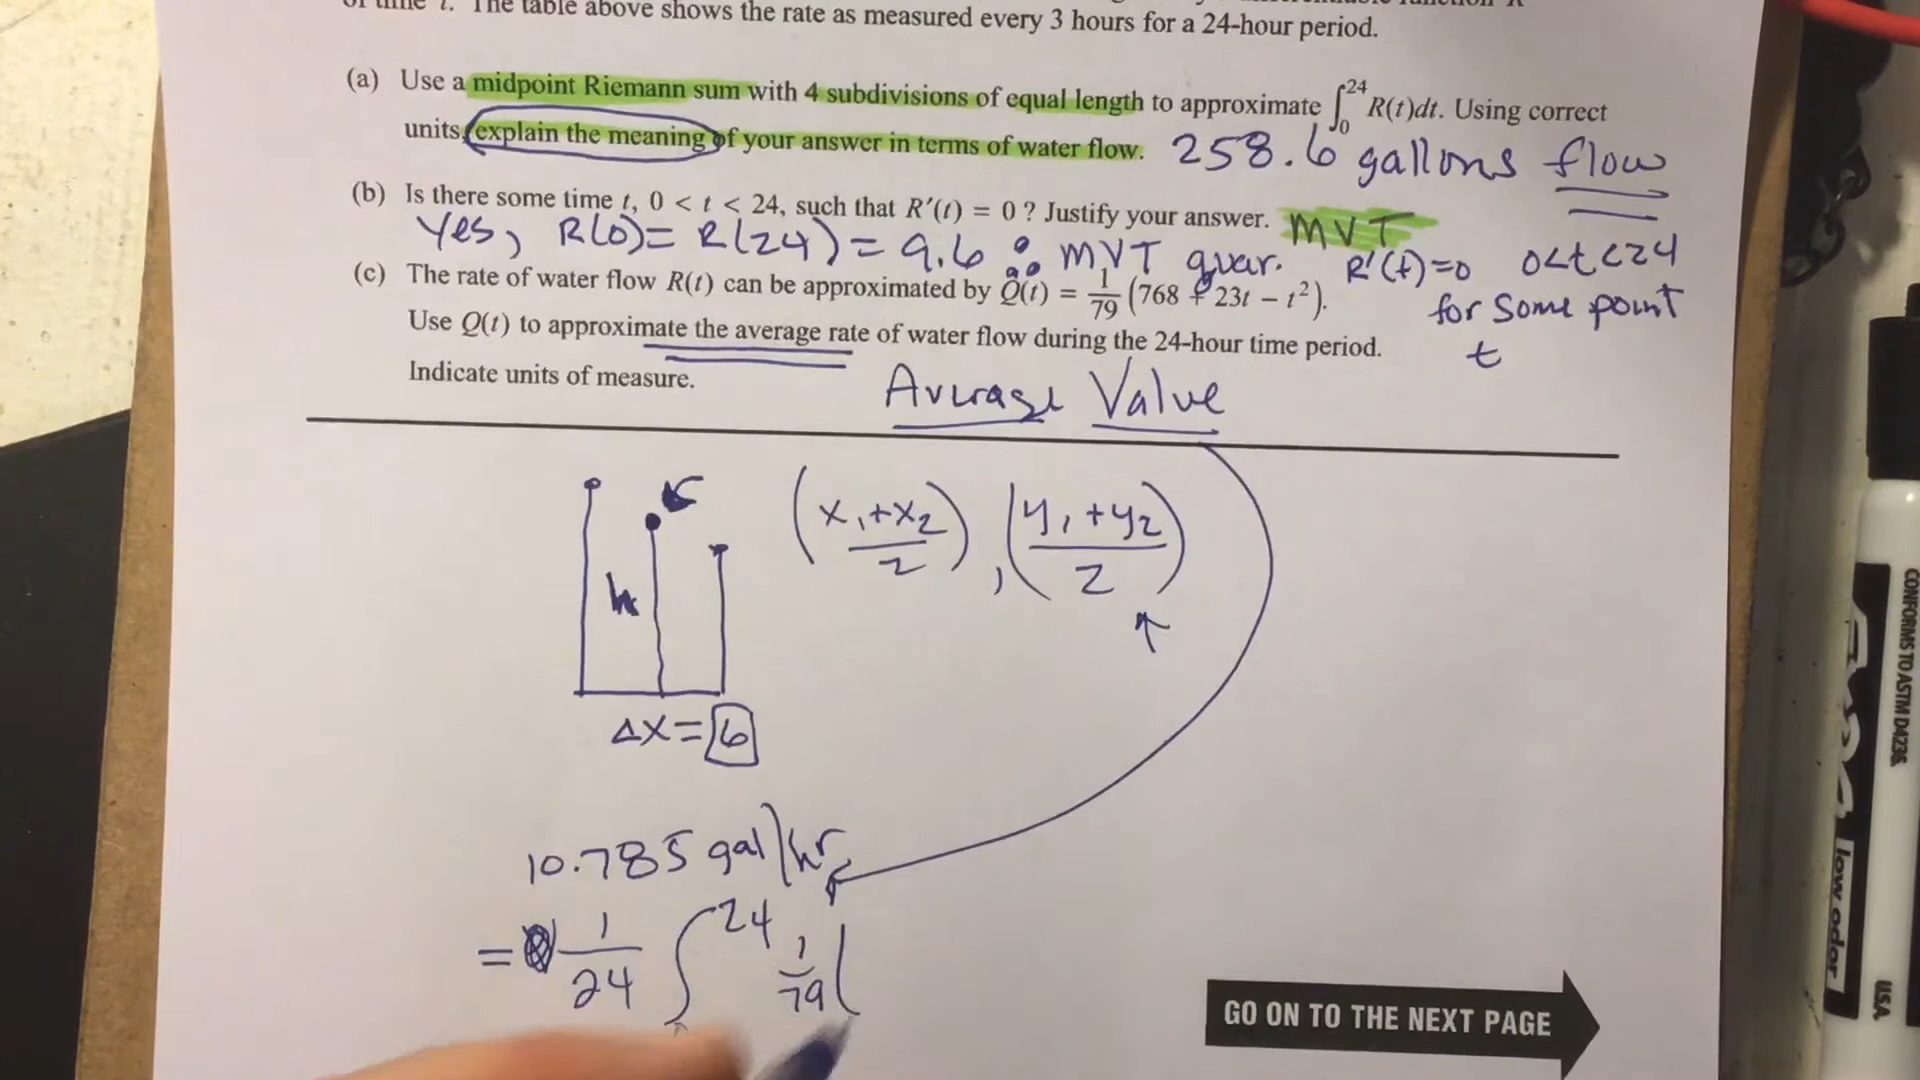 of time t. The table above shows the rate as measured every 3 hours for a 24-hour period.
(a) Use a midpoint Riemann sum with 4 subdivisions of equal length to approximate ∫₀²⁴ R(t)dt. Using correct
units, explain the meaning of your answer in terms of water flow. 258.6 gallons flow
(b) Is there some time t, 0 < t < 24, such that R′(t) = 0 ? Justify your answer. MVT
Yes, R(0) = R(24) = 9.6 ∴ MVT guar. R'(t)=0 0<t<24
for some point
t
(c) The rate of water flow R(t) can be approximated by Q(t) = 1/79 (768 + 23t − t²).
Use Q(t) to approximate the average rate of water flow during the 24-hour time period.
Indicate units of measure.
Average Value
(x₁+x₂/2), (y₁+y₂/2)
h
Δx = 6
10.785 gal/hr
= 1/24 ∫ 24 1/79 (
GO ON TO THE NEXT PAGE
CONFORMS TO ASTM D4236
EXPO
low odor
USA